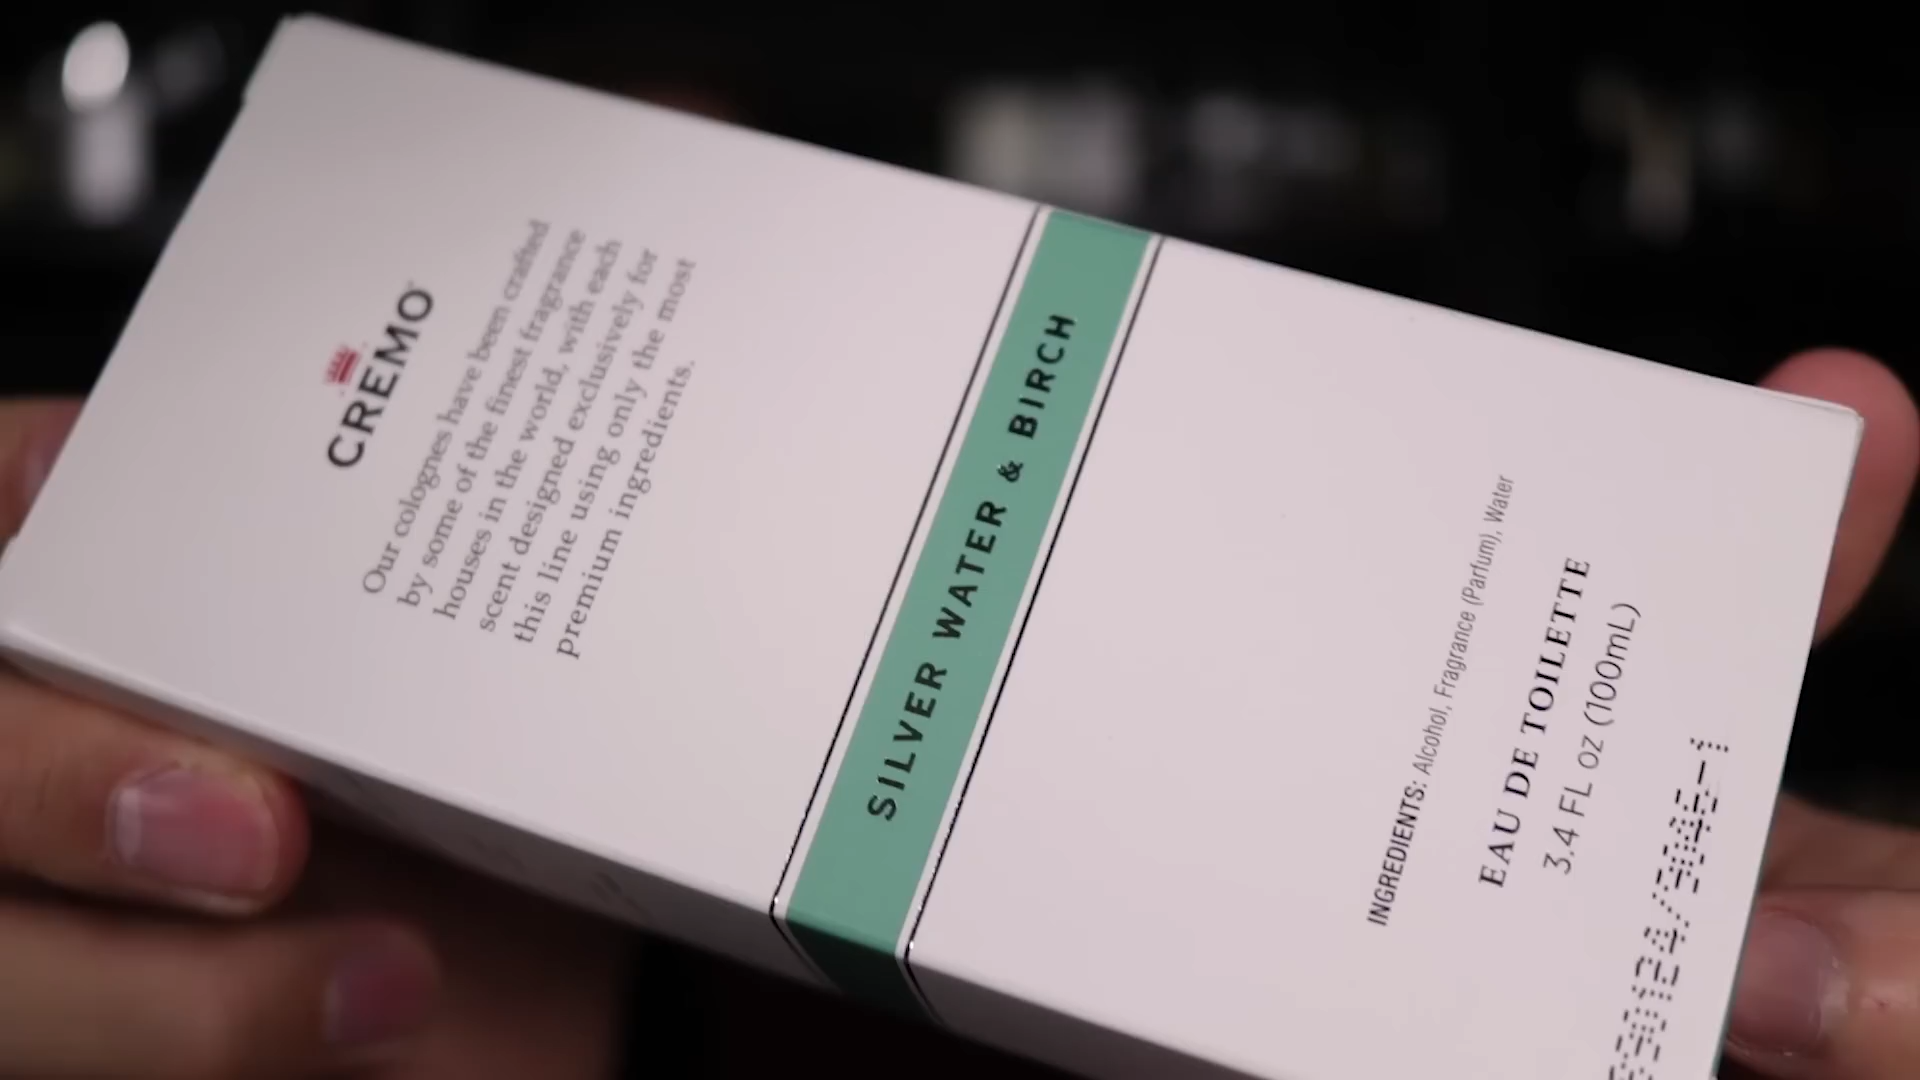 CREMO
Our colognes have been crafted
by some of the finest fragrance
houses in the world, with each
scent designed exclusively for
this line using only the most
premium ingredients.
SILVER WATER & BIRCH
INGREDIENTS: Alcohol, Fragrance (Parfum), Water
EAU DE TOILETTE
3.4 FL OZ (100mL)